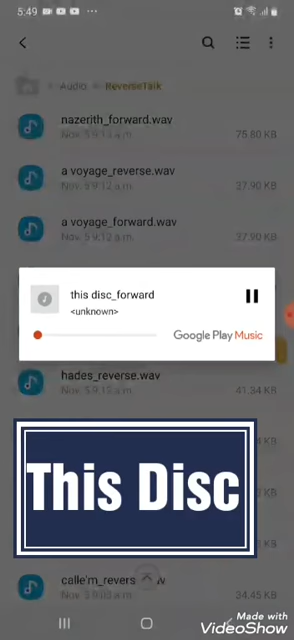 5:49
Audio
ReverseTalk
nazerith_forward.wav
Nov. 5 9:13 a.m.
75.80 KB
a voyage_reverse.wav
Nov. 5 9:12 a.m.
37.90 KB
a voyage_forward.wav
Nov. 5 9:12 a.m.
37.90 KB
this disc_forward
<unknown>
Google Play Music
hades_reverse.wav
41.34 KB
This Disc
34.45 KB
Made with
VideoShow